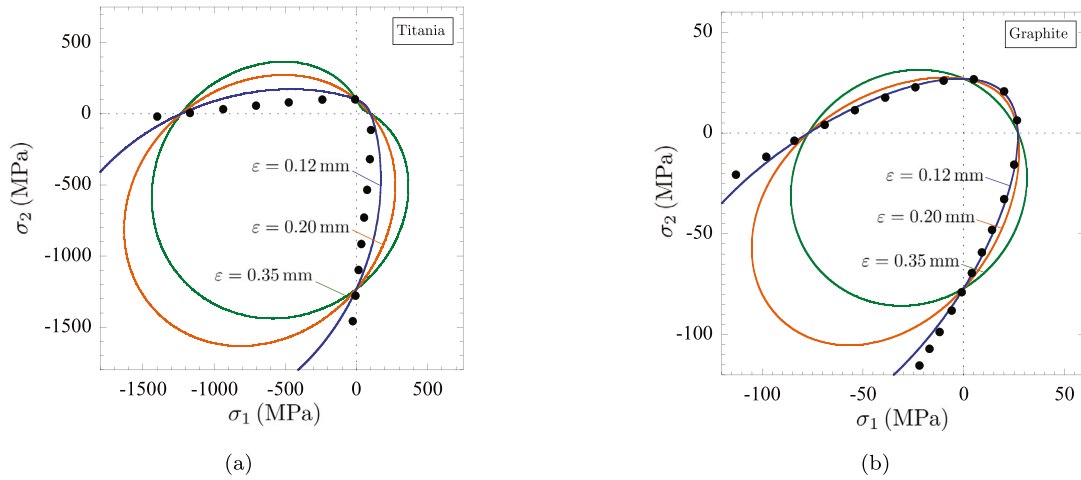 500
0
-500
-1000
-1500
σ₂ (MPa)
Titania
ε = 0.12 mm
ε = 0.20 mm
ε = 0.35 mm
-1500 -1000 -500 0 500
σ₁ (MPa)
(a)
50
0
-50
-100
σ₂ (MPa)
Graphite
ε = 0.12 mm
ε = 0.20 mm
ε = 0.35 mm
-100 -50 0 50
σ₁ (MPa)
(b)